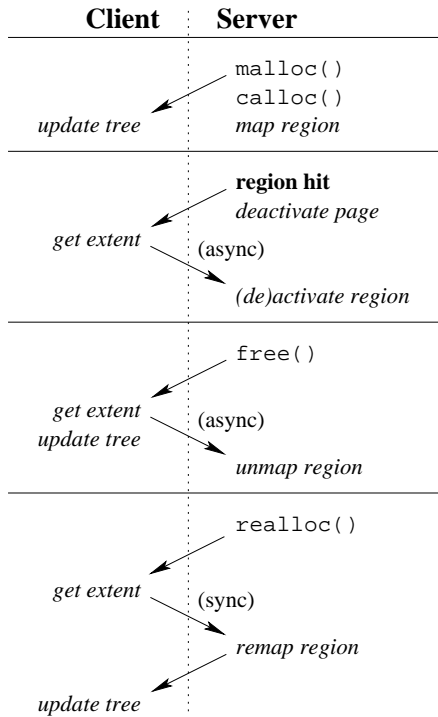 Client Server
malloc()
calloc()
update tree map region
region hit
deactivate page
get extent (async)
(de)activate region
free()
get extent
update tree (async)
unmap region
realloc()
get extent (sync)
remap region
update tree